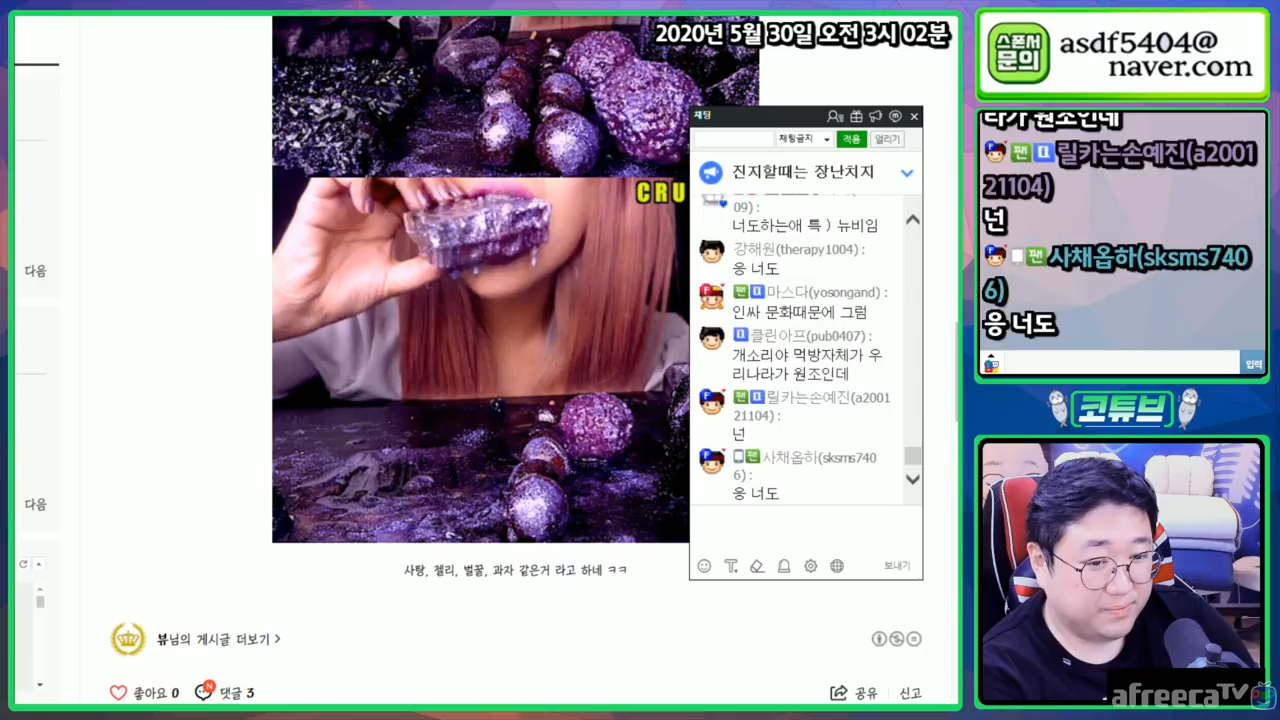 2020년 5월 30일 오전 3시 02분
CRU
다음
다음
사탕, 젤리, 벌꿀, 과자 같은거 라고 하네 ㅋㅋ
뷰님의 게시글 더보기 >
좋아요 0
댓글 3
공유
신고
채팅
채팅금지
적용
얼리기
진지할때는 장난치지
09) :
너도하는애 특 ) 뉴비임
강해원(therapy1004) :
응 너도
팬 마스다(yosongand) :
인싸 문화때문에 그럼
클린아프(pub0407) :
개소리야 먹방자체가 우
리나라가 원조인데
팬 릴카는손예진(a2001
21104) :
넌
팬 사채옵하(sksms740
6) :
응 너도
보내기
스폰서
문의
asdf5404@
naver.com
라가 원조인데
팬 릴카는손예진(a2001
21104)
넌
팬 사채옵하(sksms740
6)
응 너도
입력
코튜브
afreecaTV